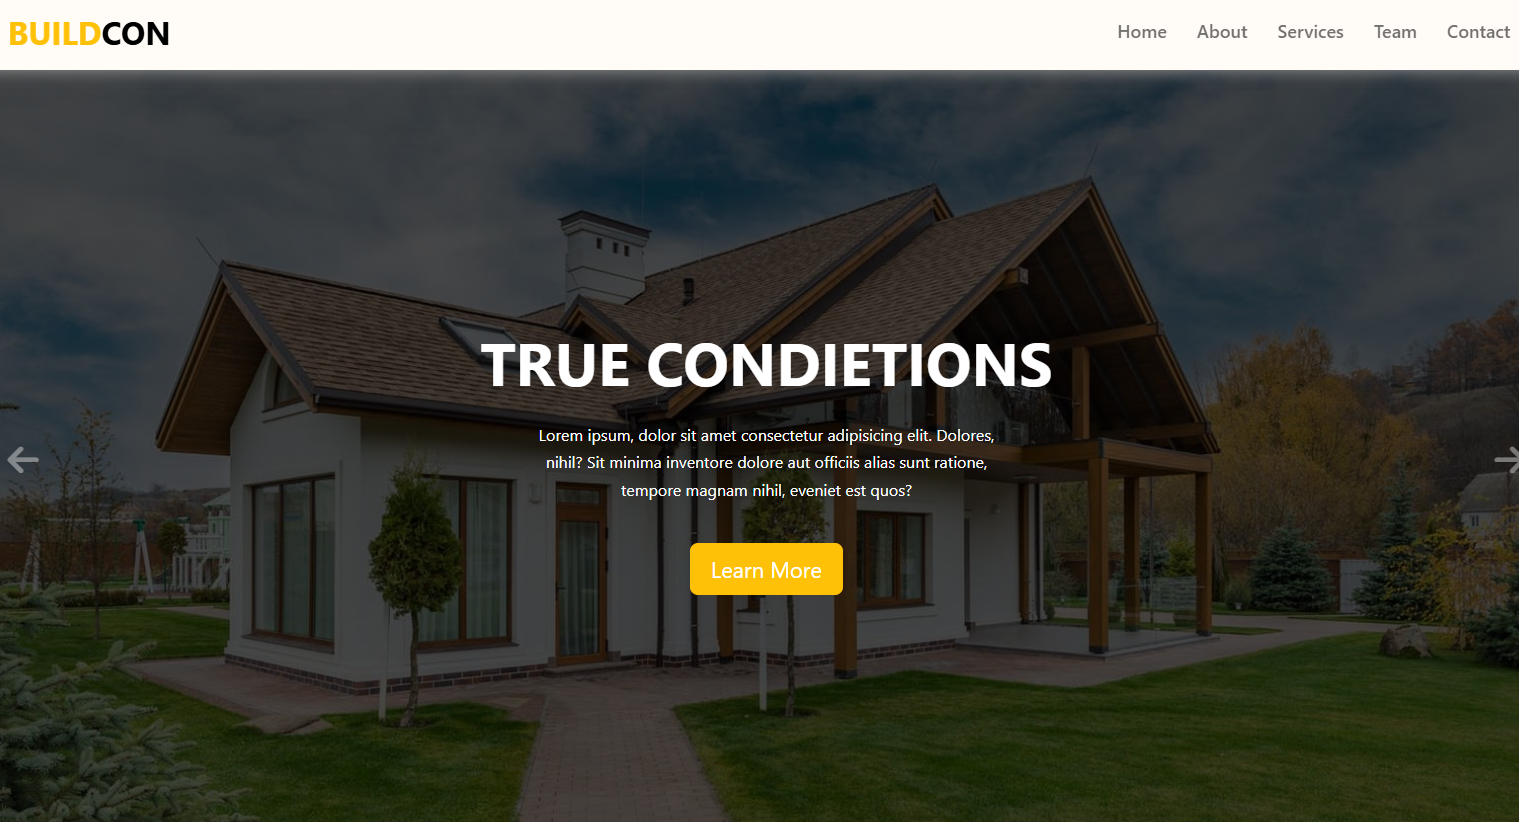 BUILDCON
Home About Services Team Contact
TRUE CONDIETIONS
Lorem ipsum, dolor sit amet consectetur adipisicing elit. Dolores,
nihil? Sit minima inventore dolore aut officiis alias sunt ratione,
tempore magnam nihil, eveniet est quos?
Learn More